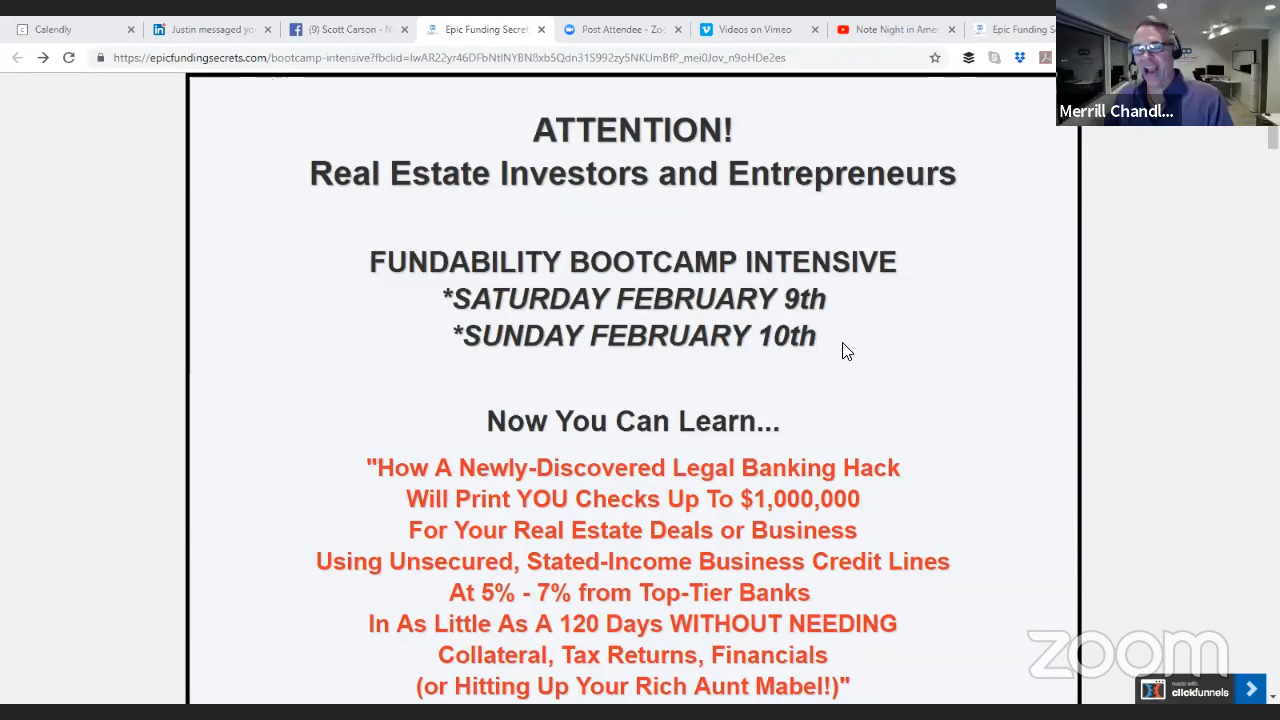 Calendly
Justin messaged yo
(9) Scott Carson - N
Epic Funding Secret
Post Attendee - Zo
Videos on Vimeo
Note Night in Ame
Epic Funding S
https://epicfundingsecrets.com/bootcamp-intensive?fbclid=IwAR22yr46DFbNtINYBN8xb5Qdn31S992zy5NKUmBfP_mei0Jov_n9oHDe2es
Merrill Chandl...
ATTENTION!
Real Estate Investors and Entrepreneurs
FUNDABILITY BOOTCAMP INTENSIVE
*SATURDAY FEBRUARY 9th
*SUNDAY FEBRUARY 10th
Now You Can Learn...
"How A Newly-Discovered Legal Banking Hack
Will Print YOU Checks Up To $1,000,000
For Your Real Estate Deals or Business
Using Unsecured, Stated-Income Business Credit Lines
At 5% - 7% from Top-Tier Banks
In As Little As A 120 Days WITHOUT NEEDING
Collateral, Tax Returns, Financials
(or Hitting Up Your Rich Aunt Mabel!)"
zoom
made with
clickfunnels